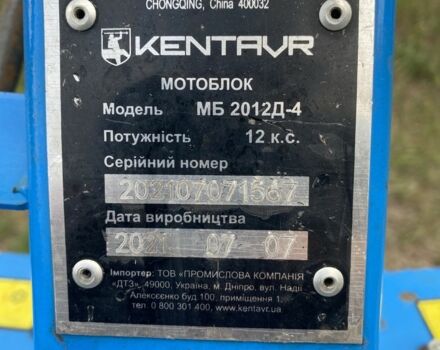 CHONGQING, China 400032
KENTAVR
МОТОБЛОК
Модель МБ 2012Д-4
Потужність 12 к.с.
Серійний номер
202107071567
Дата виробництва
2021 07 07
Імпортер: ТОВ «ПРОМИСЛОВА КОМПАНІЯ
«ДТЗ», 49000, Україна, м. Дніпро, вул. Надії
Алексєєнко буд 100, приміщення 1.
тел. 0 800 301 400, www.kentavr.ua